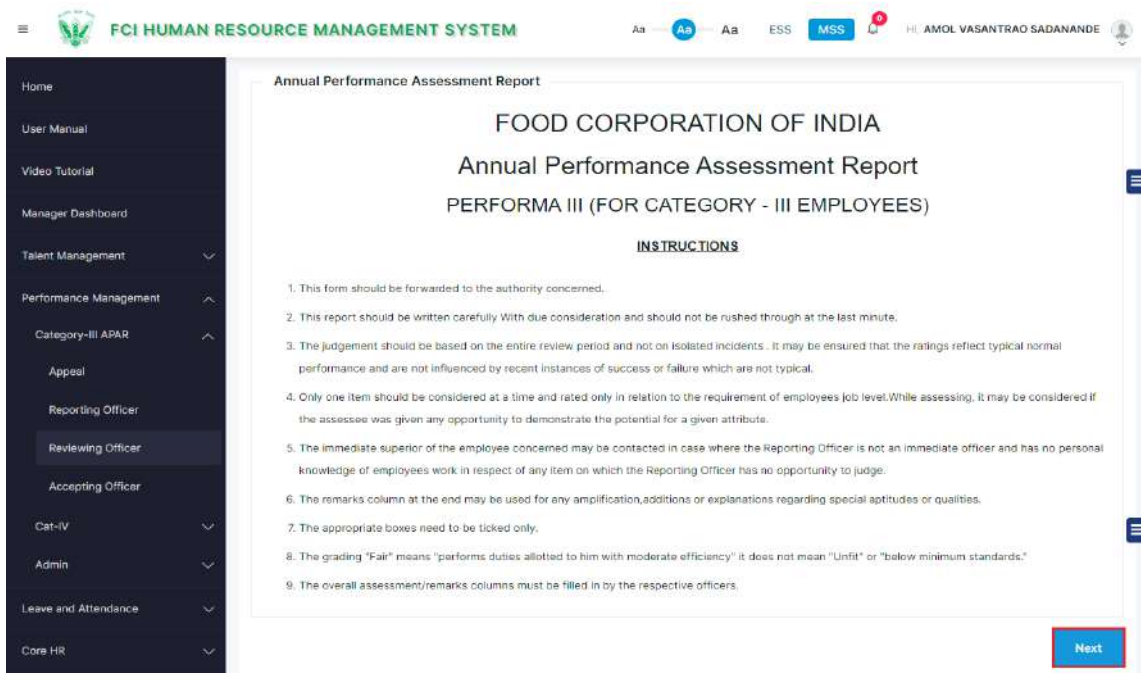 FCI HUMAN RESOURCE MANAGEMENT SYSTEM
Aa Aa Aa ESS MSS 0 Hi, AMOL VASANTRAO SADANANDE
Home
User Manual
Video Tutorial
Manager Dashboard
Talent Management
Performance Management
Category-III APAR
Appeal
Reporting Officer
Reviewing Officer
Accepting Officer
Cat-IV
Admin
Leave and Attendance
Core HR
Annual Performance Assessment Report
FOOD CORPORATION OF INDIA
Annual Performance Assessment Report
PERFORMA III (FOR CATEGORY - III EMPLOYEES)
INSTRUCTIONS
1. This form should be forwarded to the authority concerned.
2. This report should be written carefully With due consideration and should not be rushed through at the last minute.
3. The judgement should be based on the entire review period and not on isolated incidents . It may be ensured that the ratings reflect typical normal
performance and are not influenced by recent instances of success or failure which are not typical.
4. Only one item should be considered at a time and rated only in relation to the requirement of employees job level.While assessing, it may be considered if
the assessee was given any opportunity to demonstrate the potential for a given attribute.
5. The immediate superior of the employee concerned may be contacted in case where the Reporting Officer is not an immediate officer and has no personal
knowledge of employees work in respect of any item on which the Reporting Officer has no opportunity to judge.
6. The remarks column at the end may be used for any amplification,additions or explanations regarding special aptitudes or qualities.
7. The appropriate boxes need to be ticked only.
8. The grading "Fair" means "performs duties allotted to him with moderate efficiency" it does not mean "Unfit" or "below minimum standards."
9. The overall assessment/remarks columns must be filled in by the respective officers.
Next